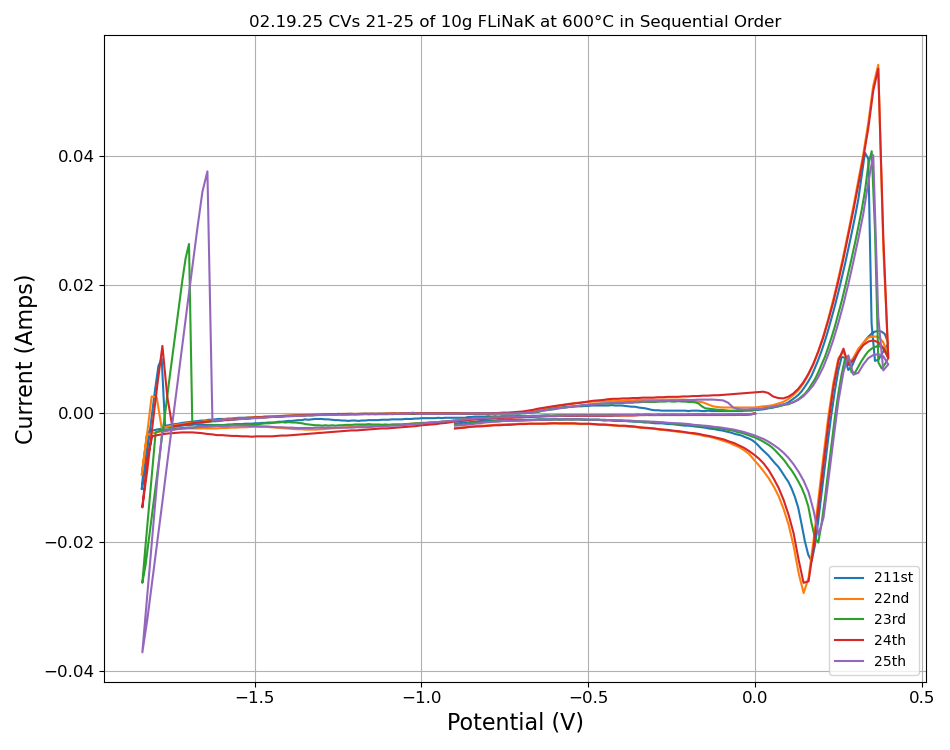 02.19.25 CVs 21-25 of 10g FLiNaK at 600°C in Sequential Order
Current (Amps)
0.04
0.02
0.00
−0.02
−0.04
211st
22nd
23rd
24th
25th
−1.5
−1.0
−0.5
0.0
0.5
Potential (V)